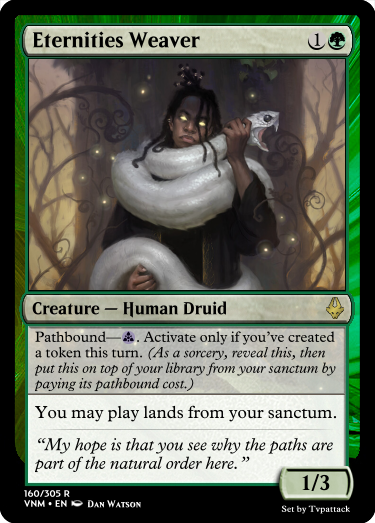 Eternities Weaver 1
Creature — Human Druid
Pathbound—. Activate only if you've created
a token this turn. (As a sorcery, reveal this, then
put this on top of your library from your sanctum by
paying its pathbound cost.)
You may play lands from your sanctum.
“My hope is that you see why the paths are
part of the natural order here.”
1/3
160/305 R
VNM • EN DAN WATSON
Set by Tvpattack